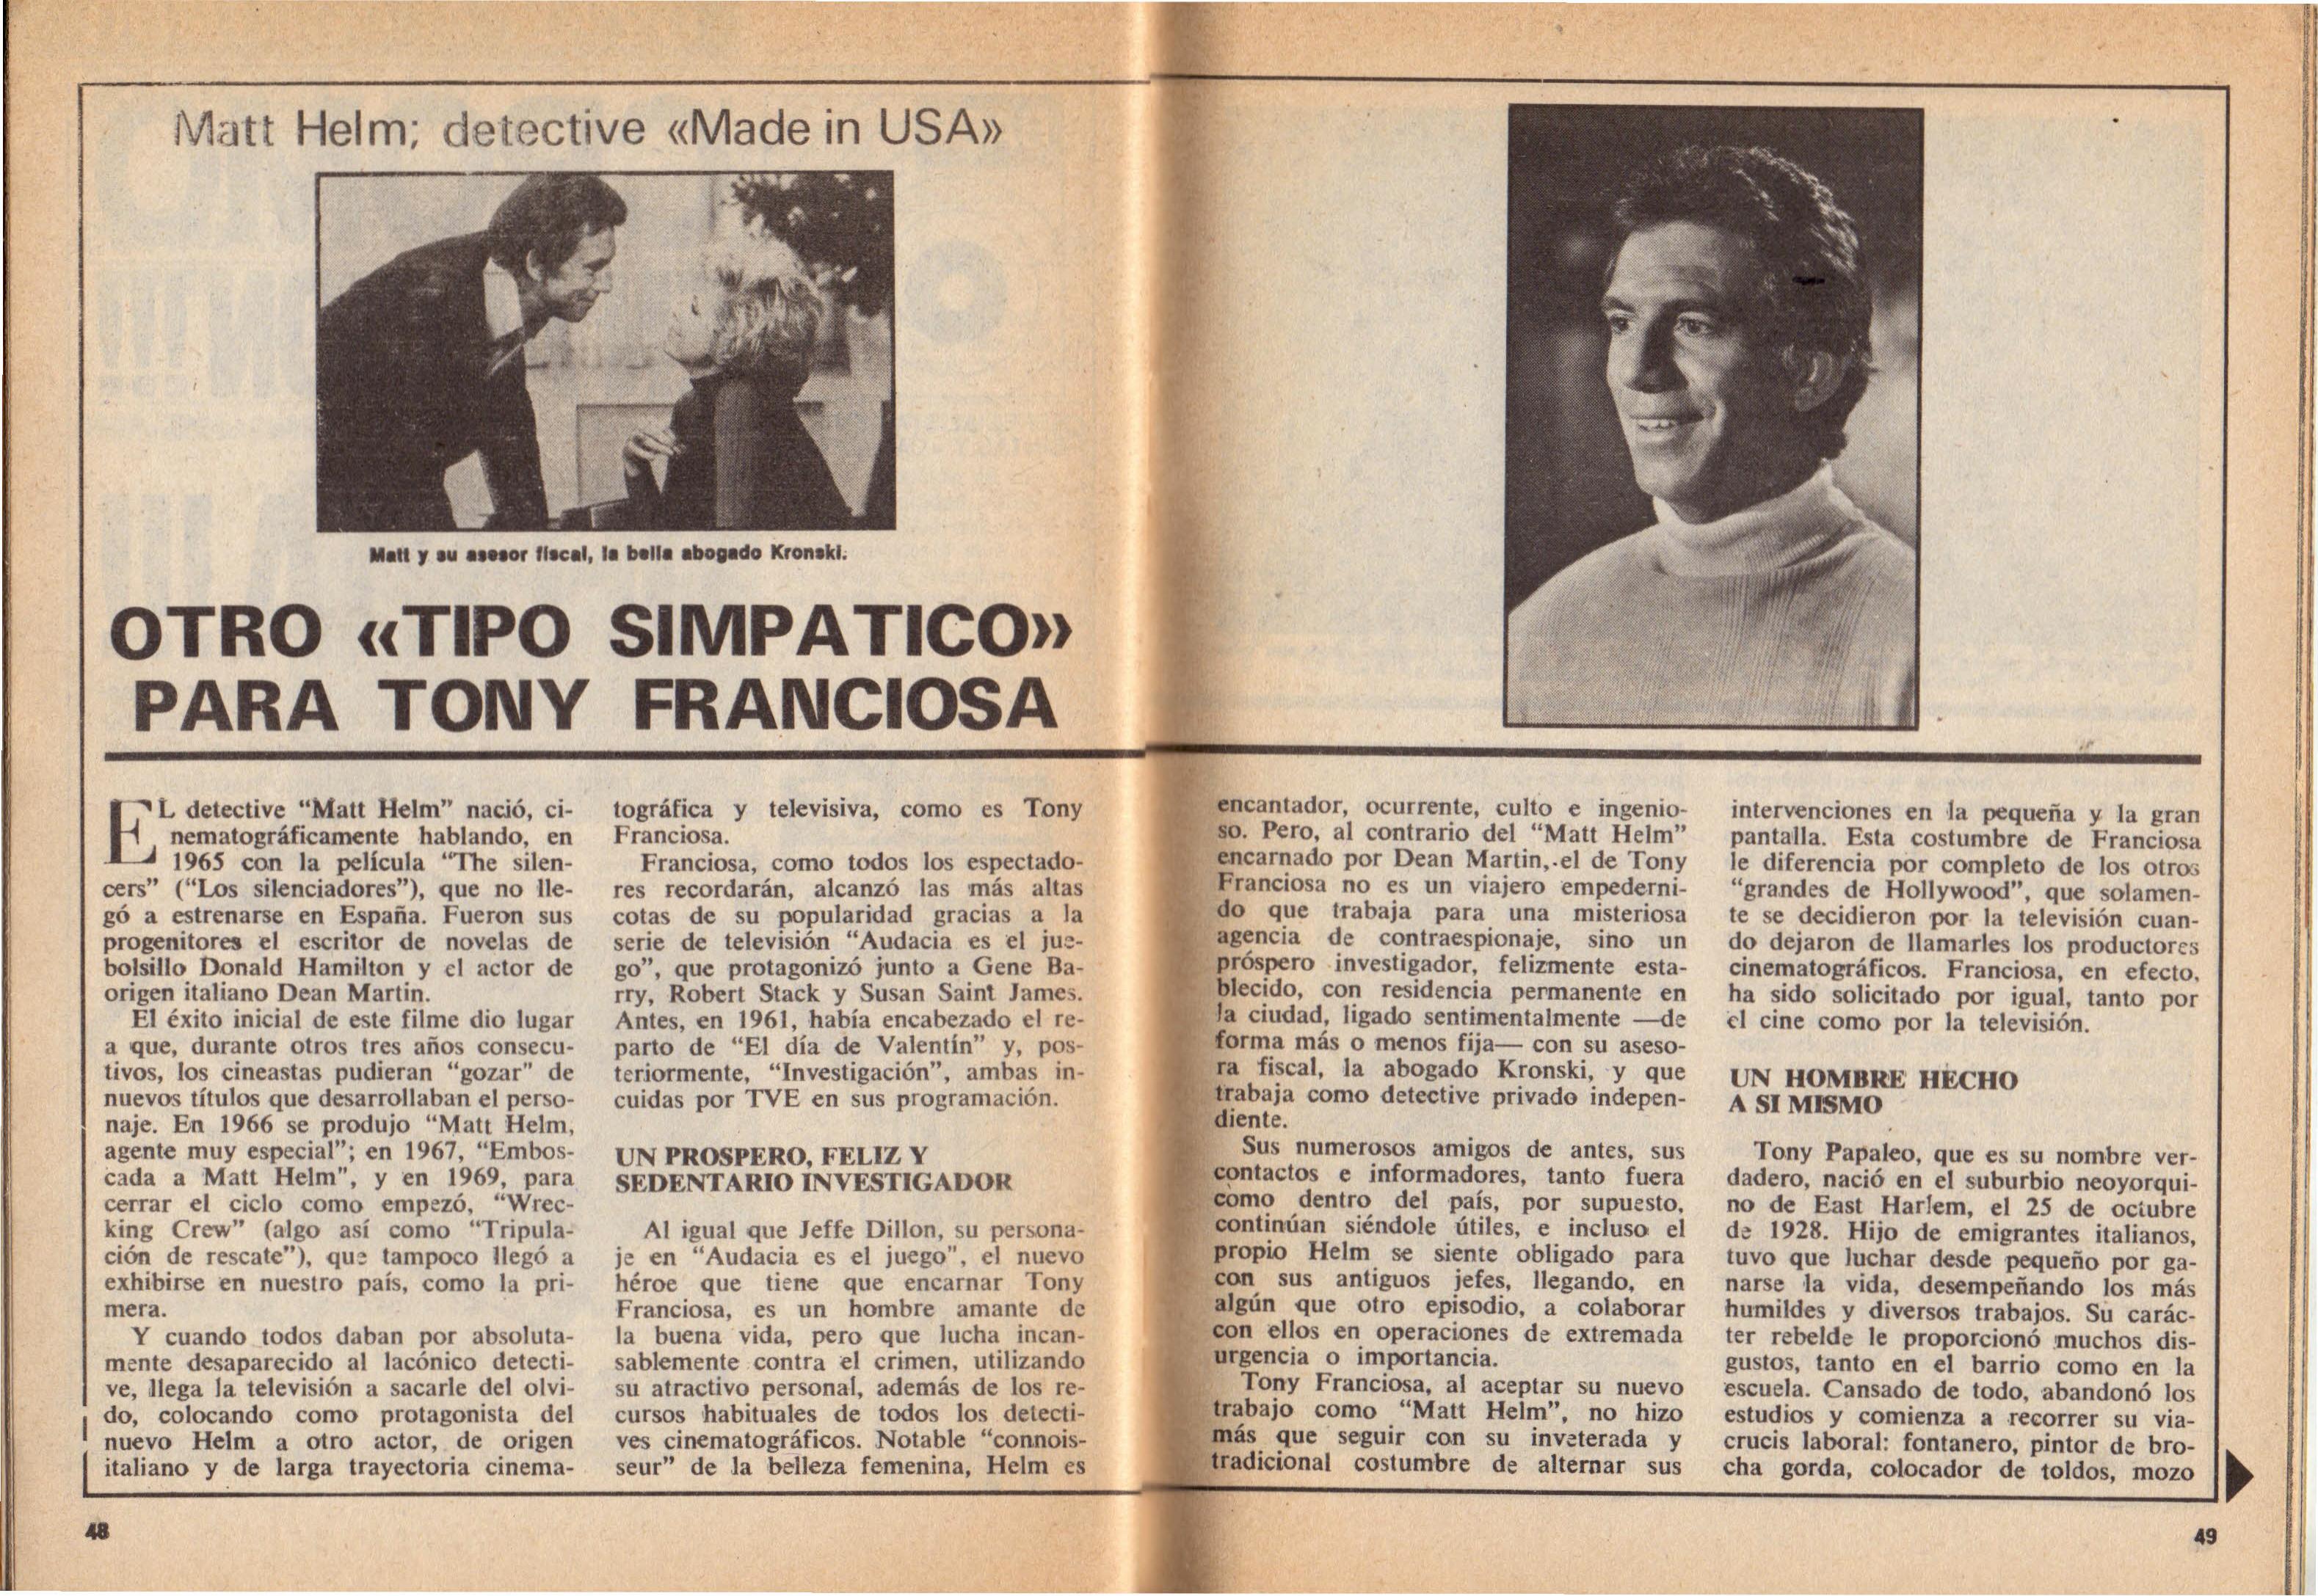 Matt Helm; detective «Made in USA»
Matt y su asesor fiscal, la bella abogado Kronski.
OTRO «TIPO SIMPATICO»
PARA TONY FRANCIOSA
EL detective “Matt Helm” nació, ci-
nematográficamente hablando, en
1965 con la película “The silen-
cers” (“Los silenciadores”), que no lle-
gó a estrenarse en España. Fueron sus
progenitores el escritor de novelas de
bolsillo Donald Hamilton y el actor de
origen italiano Dean Martin.
El éxito inicial de este filme dio lugar
a que, durante otros tres años consecu-
tivos, los cineastas pudieran “gozar” de
nuevos títulos que desarrollaban el perso-
naje. En 1966 se produjo “Matt Helm,
agente muy especial”; en 1967, “Embos-
cada a Matt Helm”, y en 1969, para
cerrar el ciclo como empezó, “Wrec-
king Crew” (algo así como “Tripula-
ción de rescate”), que tampoco llegó a
exhibirse en nuestro país, como la pri-
mera.
Y cuando todos daban por absoluta-
mente desaparecido al lacónico detecti-
ve, llega la televisión a sacarle del olvi-
do, colocando como protagonista del
nuevo Helm a otro actor, de origen
italiano y de larga trayectoria cinema-
tográfica y televisiva, como es Tony
Franciosa.
Franciosa, como todos los espectado-
res recordarán, alcanzó las más altas
cotas de su popularidad gracias a la
serie de televisión “Audacia es el jue-
go”, que protagonizó junto a Gene Ba-
rry, Robert Stack y Susan Saint James.
Antes, en 1961, había encabezado el re-
parto de “El día de Valentín” y, pos-
teriormente, “Investigación”, ambas in-
cuidas por TVE en sus programación.
UN PROSPERO, FELIZ Y
SEDENTARIO INVESTIGADOR
Al igual que Jeffe Dillon, su persona-
je en “Audacia es el juego”, el nuevo
héroe que tiene que encarnar Tony
Franciosa, es un hombre amante de
la buena vida, pero que lucha incan-
sablemente contra el crimen, utilizando
su atractivo personal, además de los re-
cursos habituales de todos los detecti-
ves cinematográficos. Notable “connois-
seur” de la belleza femenina, Helm es
48
encantador, ocurrente, culto e ingenio-
so. Pero, al contrario del “Matt Helm”
encarnado por Dean Martin, el de Tony
Franciosa no es un viajero empederni-
do que trabaja para una misteriosa
agencia de contraespionaje, sino un
próspero investigador, felizmente esta-
blecido, con residencia permanente en
la ciudad, ligado sentimentalmente —de
forma más o menos fija— con su aseso-
ra fiscal, la abogado Kronski, y que
trabaja como detective privado indepen-
diente.
Sus numerosos amigos de antes, sus
contactos e informadores, tanto fuera
como dentro del país, por supuesto,
continúan siéndole útiles, e incluso el
propio Helm se siente obligado para
con sus antiguos jefes, llegando, en
algún que otro episodio, a colaborar
con ellos en operaciones de extremada
urgencia o importancia.
Tony Franciosa, al aceptar su nuevo
trabajo como “Matt Helm”, no hizo
más que seguir con su inveterada y
tradicional costumbre de alternar sus
intervenciones en la pequeña y la gran
pantalla. Esta costumbre de Franciosa
le diferencia por completo de los otros
“grandes de Hollywood”, que solamen-
te se decidieron por la televisión cuan-
do dejaron de llamarles los productores
cinematográficos. Franciosa, en efecto,
ha sido solicitado por igual, tanto por
el cine como por la televisión.
UN HOMBRE HECHO
A SI MISMO
Tony Papaleo, que es su nombre ver-
dadero, nació en el suburbio neoyorqui-
no de East Harlem, el 25 de octubre
de 1928. Hijo de emigrantes italianos,
tuvo que luchar desde pequeño por ga-
narse la vida, desempeñando los más
humildes y diversos trabajos. Su carác-
ter rebelde le proporcionó muchos dis-
gustos, tanto en el barrio como en la
escuela. Cansado de todo, abandonó los
estudios y comienza a recorrer su via-
crucis laboral: fontanero, pintor de bro-
cha gorda, colocador de toldos, mozo
49